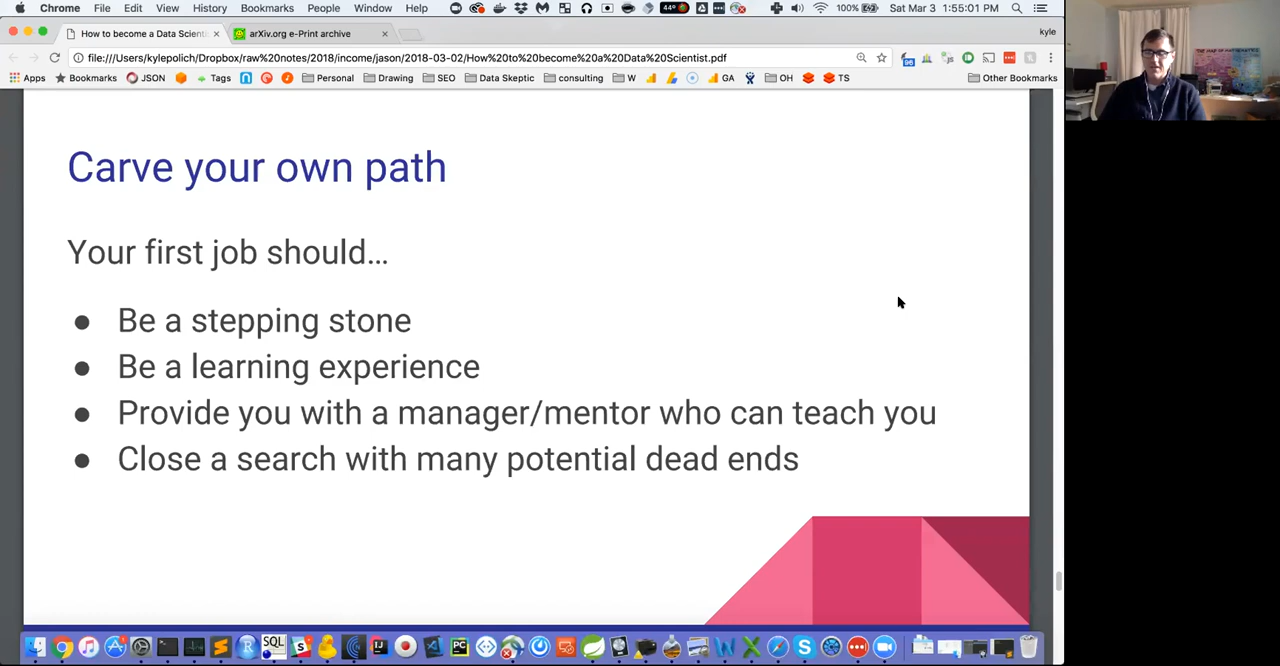 Chrome File Edit View History Bookmarks People Window Help 44° 100% Sat Mar 3 1:55:01 PM
How to become a Data Scienti × arXiv.org e-Print archive × kyle
file:///Users/kylepolich/Dropbox/raw%20notes/2018/income/jason/2018-03-02/How%20to%20become%20a%20Data%20Scientist.pdf 96
Apps Bookmarks JSON Tags Personal Drawing SEO Data Skeptic consulting W GA OH TS Other Bookmarks
Carve your own path
Your first job should...
● Be a stepping stone
● Be a learning experience
● Provide you with a manager/mentor who can teach you
● Close a search with many potential dead ends
SQL PC